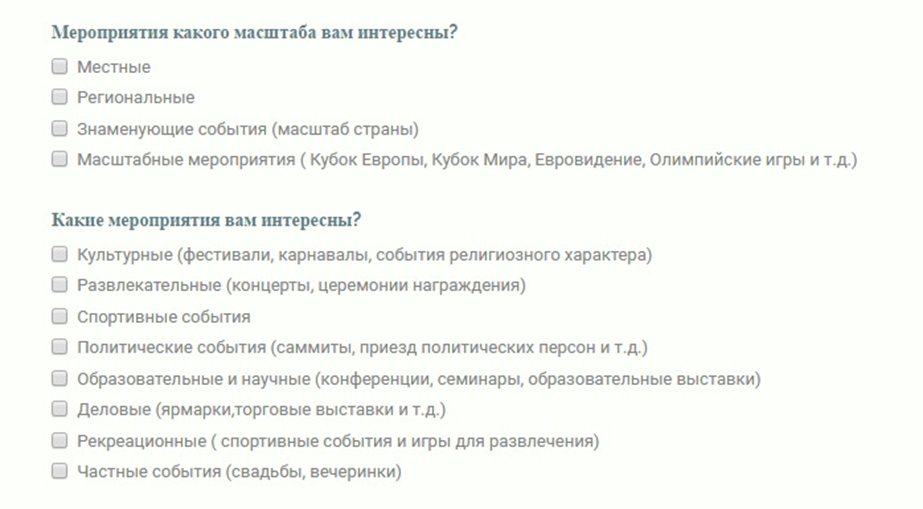 Мероприятия какого масштаба вам интересны?
Местные
Региональные
Знаменующие события (масштаб страны)
Масштабные мероприятия ( Кубок Европы, Кубок Мира, Евровидение, Олимпийские игры и т.д.)
Какие мероприятия вам интересны?
Культурные (фестивали, карнавалы, события религиозного характера)
Развлекательные (концерты, церемонии награждения)
Спортивные события
Политические события (саммиты, приезд политических персон и т.д.)
Образовательные и научные (конференции, семинары, образовательные выставки)
Деловые (ярмарки,торговые выставки и т.д.)
Рекреационные ( спортивные события и игры для развлечения)
Частные события (свадьбы, вечеринки)